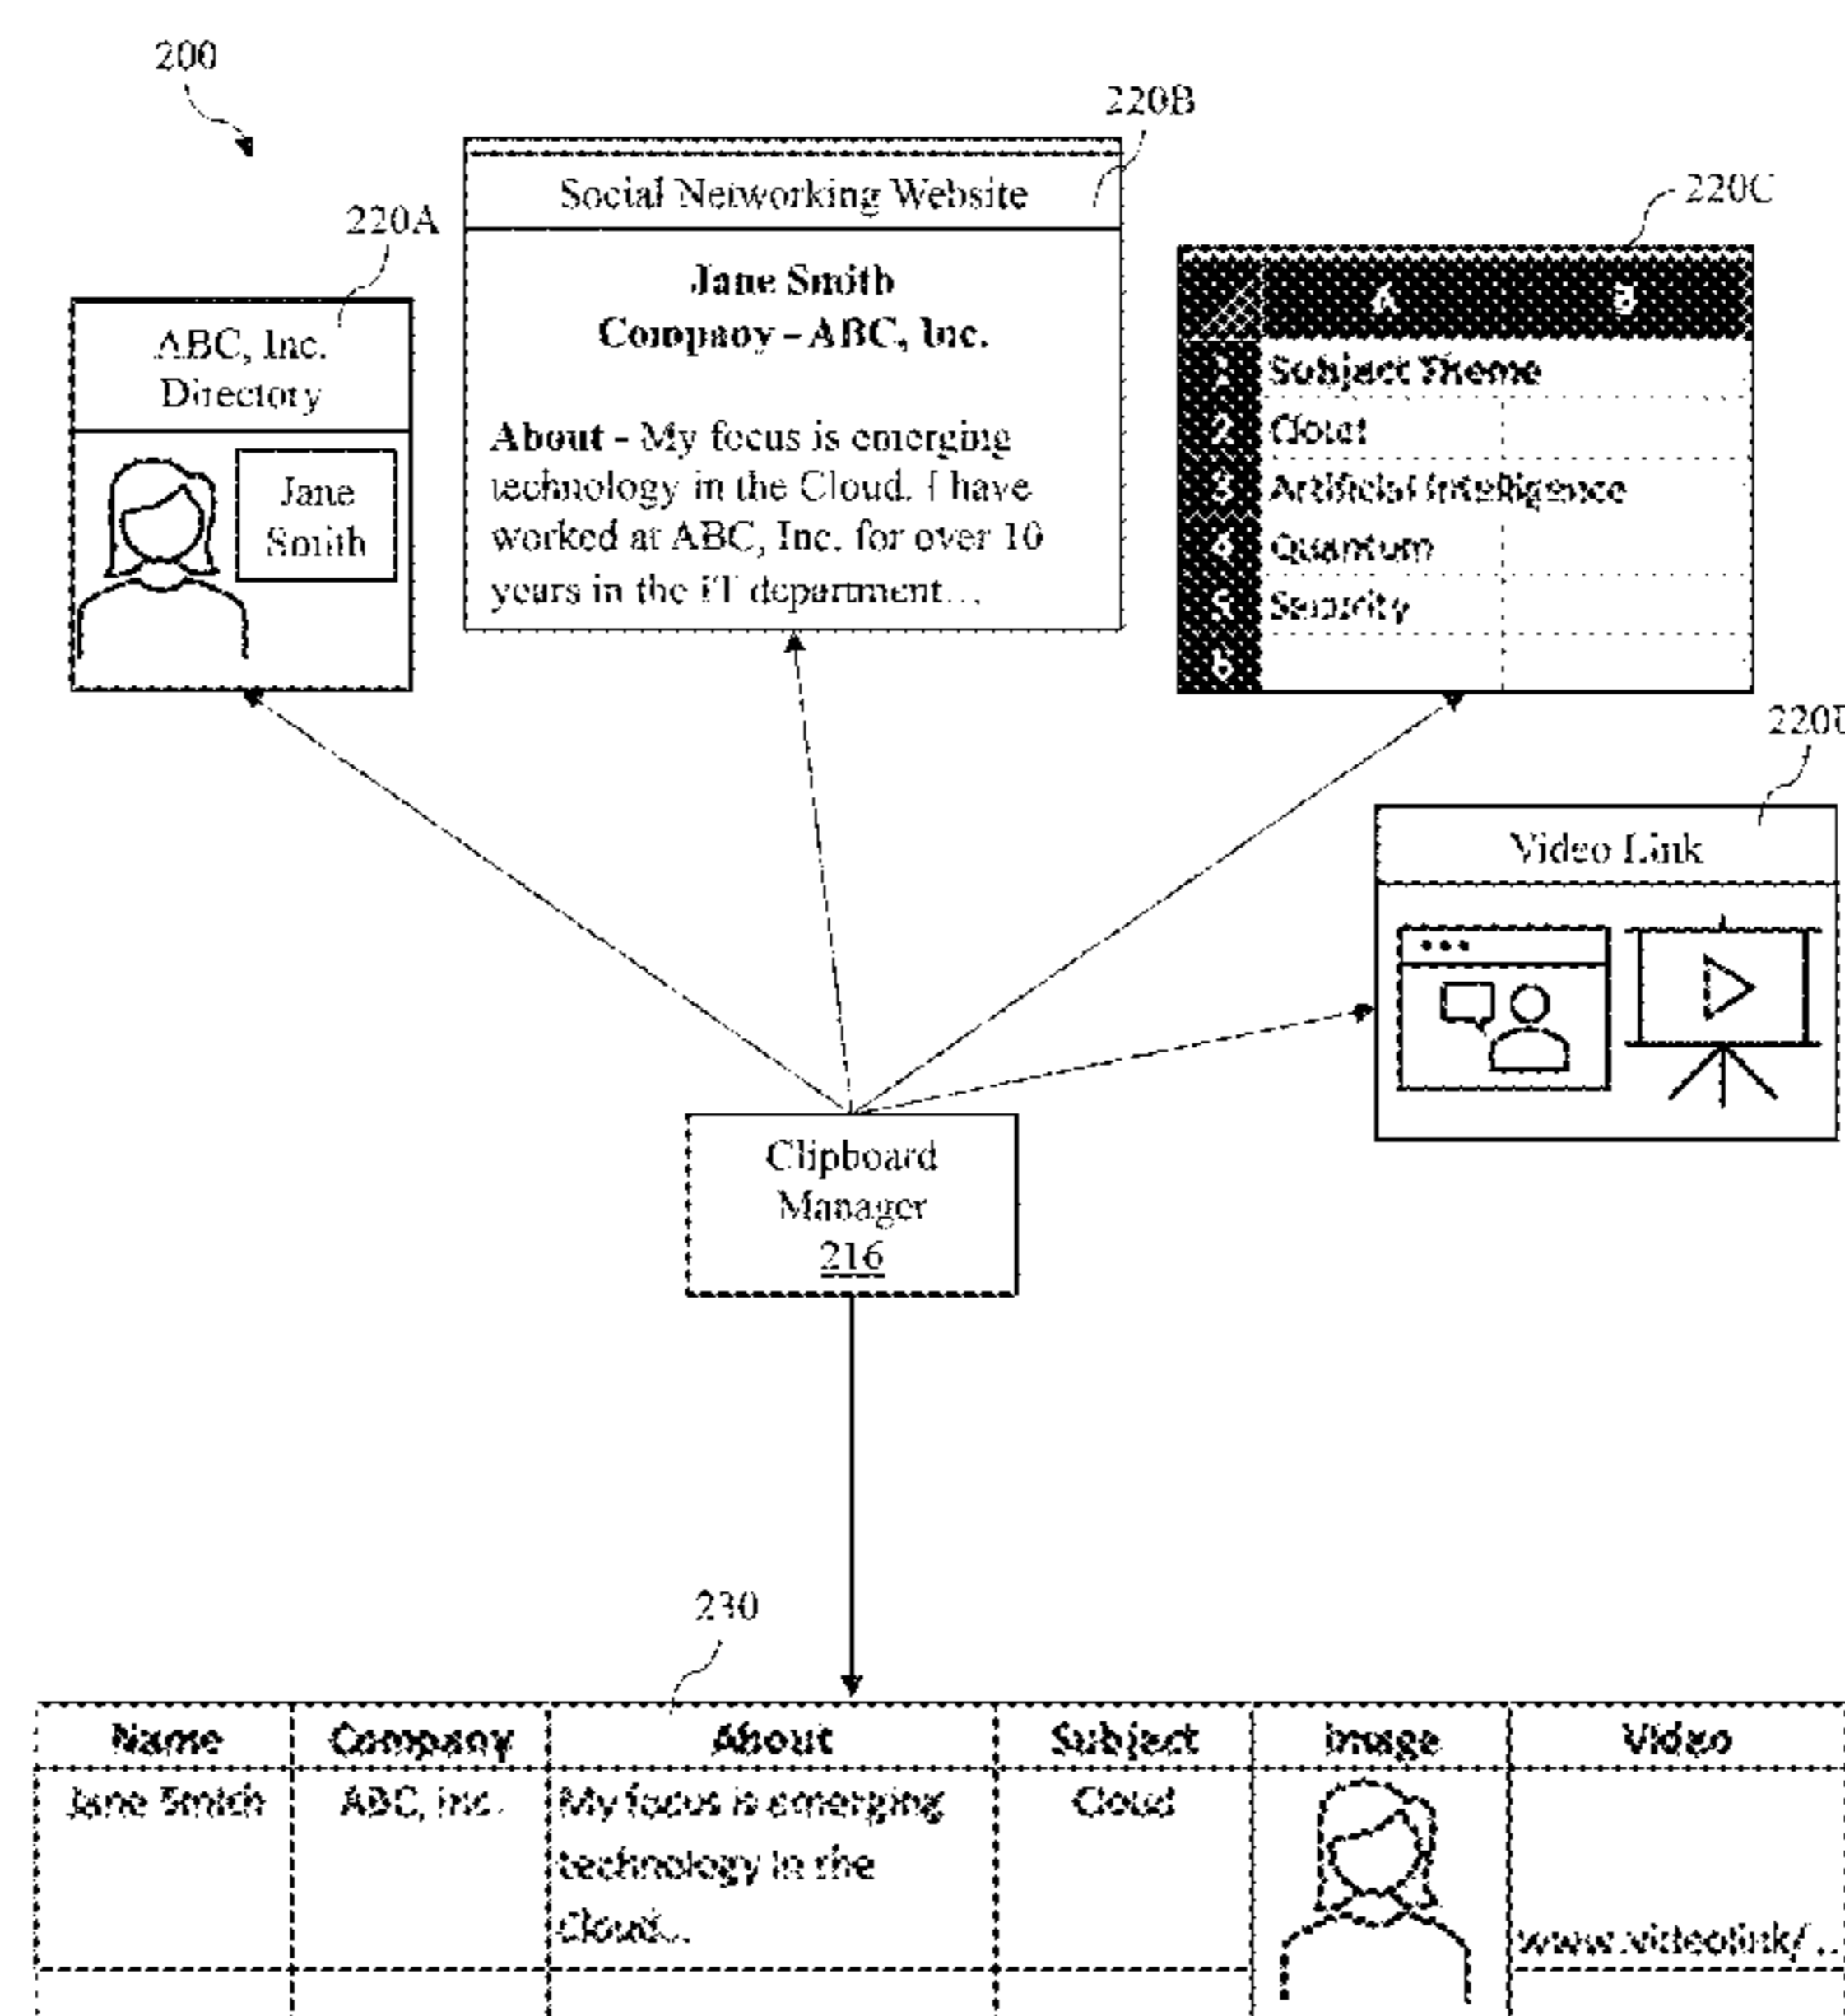 200
220B
220C
220A
Social Networking Website
Jane Smith
Company - ABC, Inc.
About - My focus is emerging
technology in the Cloud. I have
worked at ABC, Inc. for over 10
years in the IT department...
ABC, Inc.
Directory
Jane
Smith
A B
1 Subject Theme
2 Cloud
3 Artificial Intelligence
4 Quantum
5 Security
6
Video Link
Clipboard
Manager
216
230
Name Company About Subject Image Video
Jane Smith ABC, Inc. My focus is emerging Cloud
technology in the
Cloud...
www.videolink/...